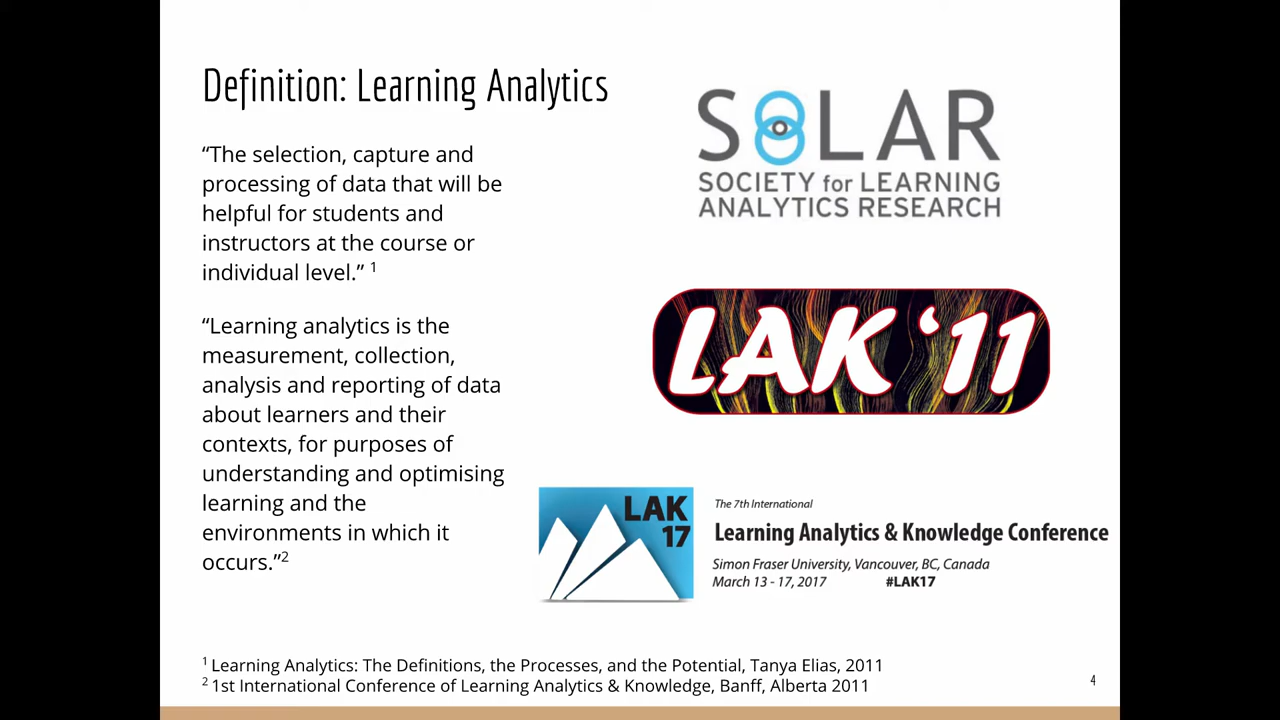 Definition: Learning Analytics
“The selection, capture and
processing of data that will be
helpful for students and
instructors at the course or
individual level.” 1
“Learning analytics is the
measurement, collection,
analysis and reporting of data
about learners and their
contexts, for purposes of
understanding and optimising
learning and the
environments in which it
occurs.”2
SOLAR
SOCIETY for LEARNING
ANALYTICS RESEARCH
LAK ‘11
LAK
17
The 7th International
Learning Analytics & Knowledge Conference
Simon Fraser University, Vancouver, BC, Canada
March 13 - 17, 2017 #LAK17
1 Learning Analytics: The Definitions, the Processes, and the Potential, Tanya Elias, 2011
2 1st International Conference of Learning Analytics & Knowledge, Banff, Alberta 2011
4